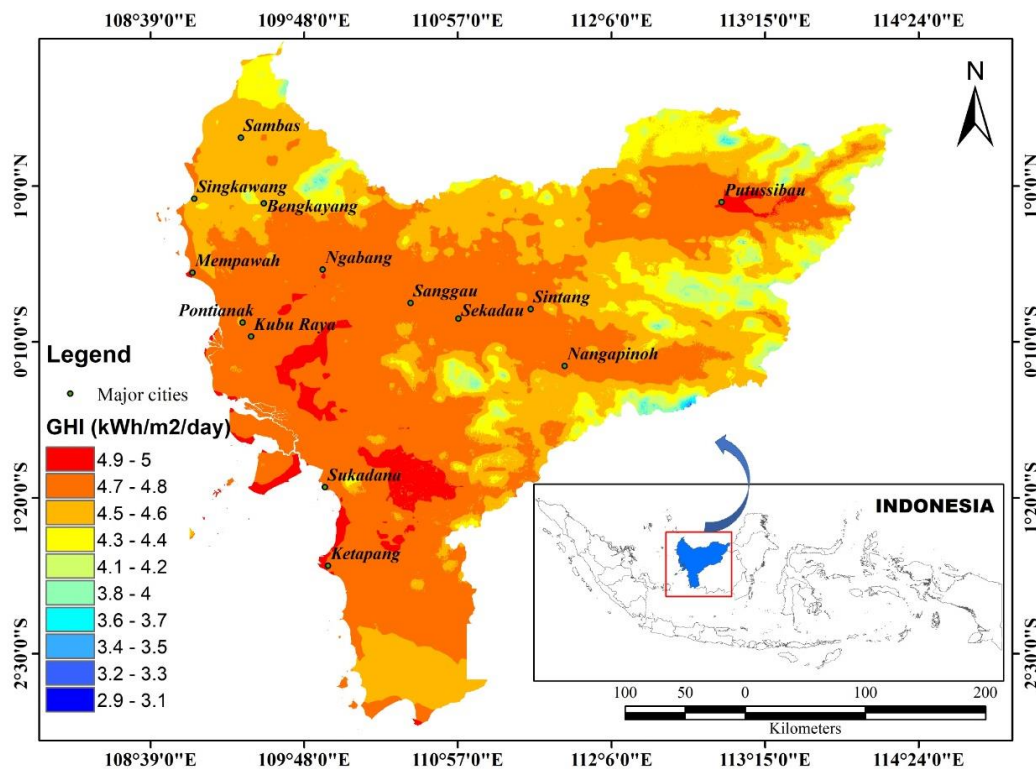 108°39'0"E 109°48'0"E 110°57'0"E 112°6'0"E 113°15'0"E 114°24'0"E
N
Sambas
1°0'0"N
1°0'0"N
Singkawang
Bengkayang
Putussibau
Mempawah
Ngabang
Sanggau
Sekadau
Sintang
Pontianak
Kubu Raya
0°10'0"S
0°10'0"S
Nangapinoh
Legend
Major cities
GHI (kWh/m2/day)
4.9 - 5
4.7 - 4.8
4.5 - 4.6
4.3 - 4.4
4.1 - 4.2
3.8 - 4
3.6 - 3.7
3.4 - 3.5
3.2 - 3.3
2.9 - 3.1
Sukadanu
1°20'0"S
1°20'0"S
INDONESIA
Ketapang
2°30'0"S
2°30'0"S
100 50 0 100 200
Kilometers
108°39'0"E 109°48'0"E 110°57'0"E 112°6'0"E 113°15'0"E 114°24'0"E